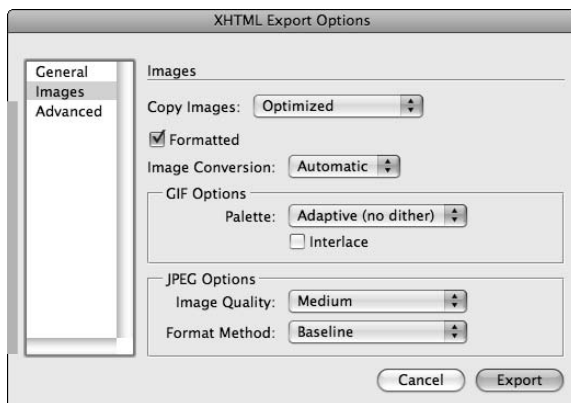 XHTML Export Options
General
Images
Advanced
Images
Copy Images: Optimized
Formatted
Image Conversion: Automatic
GIF Options
Palette: Adaptive (no dither)
Interlace
JPEG Options
Image Quality: Medium
Format Method: Baseline
Cancel Export